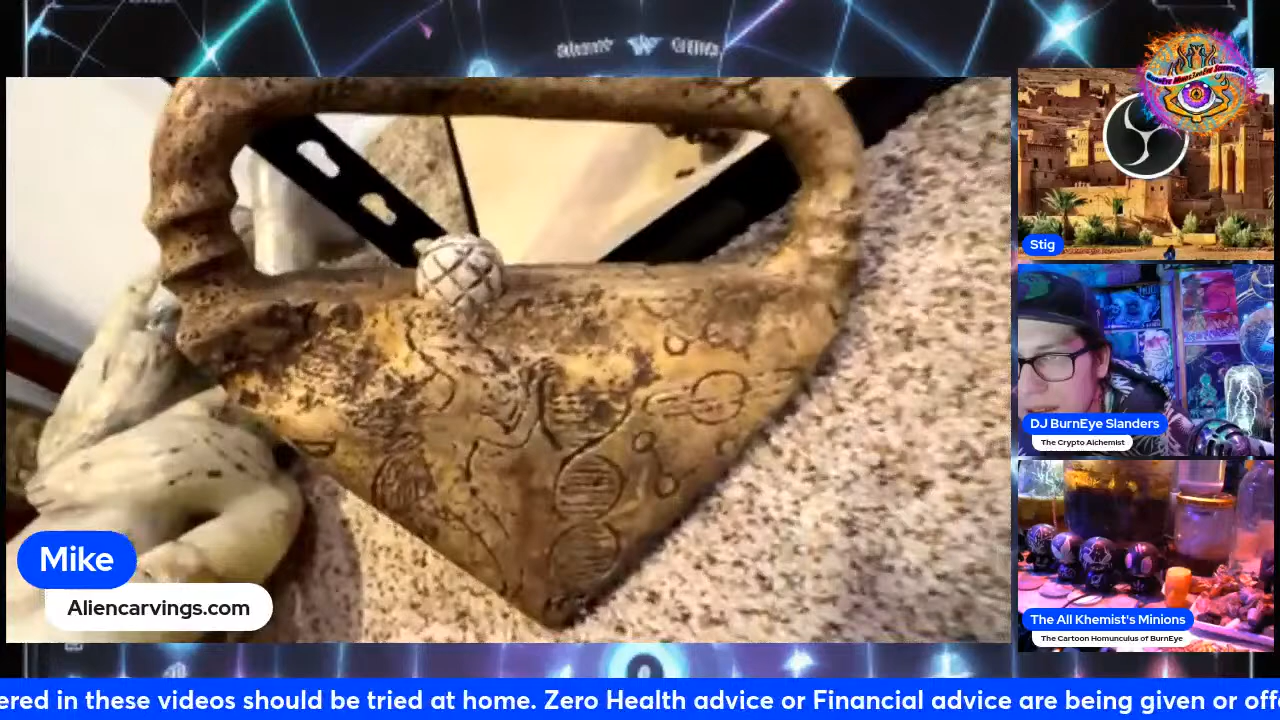 Stig
DJ BurnEye Slanders
The Crypto Alchemist
Mike
Aliencarvings.com
The All Khemist's Minions
The Cartoon Homunculus of BurnEye
ered in these videos should be tried at home. Zero Health advice or Financial advice are being given or off